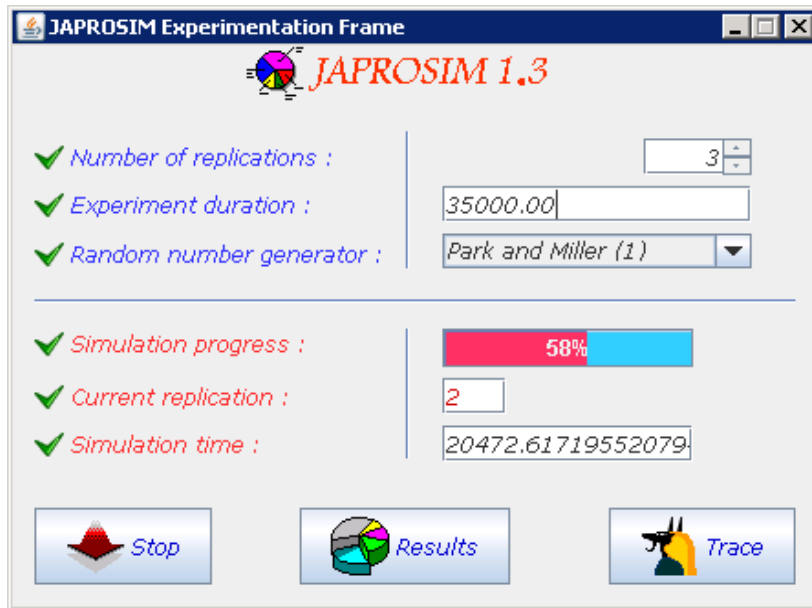 JAPROSIM Experimentation Frame
JAPROSIM 1.3
Number of replications : 3
Experiment duration : 35000.00
Random number generator : Park and Miller (1)
Simulation progress : 58%
Current replication : 2
Simulation time : 20472.61719552079
Stop Results Trace